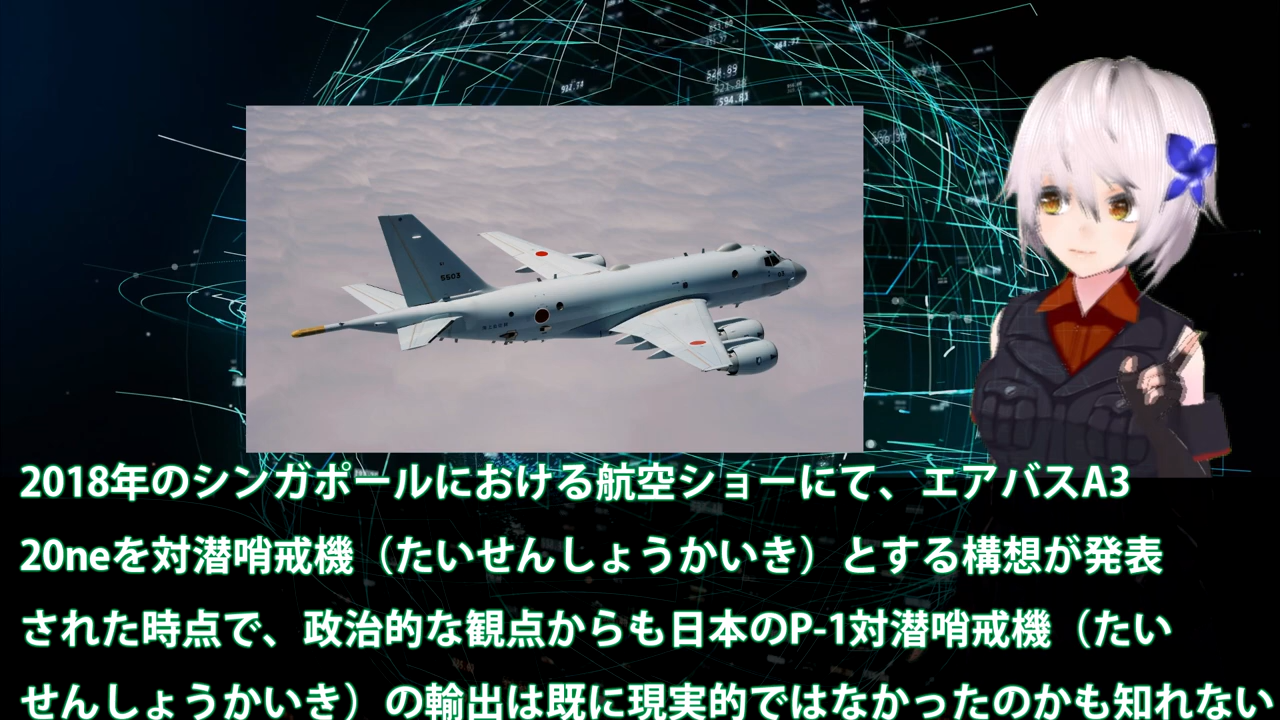 524.89
594.83
5503
2018年のシンガポールにおける航空ショーにて、エアバスA3
20neを対潜哨戒機（たいせんしょうかいき）とする構想が発表
された時点で、政治的な観点からも日本のP-1対潜哨戒機（たい
せんしょうかいき）の輸出は既に現実的ではなかったのかも知れない